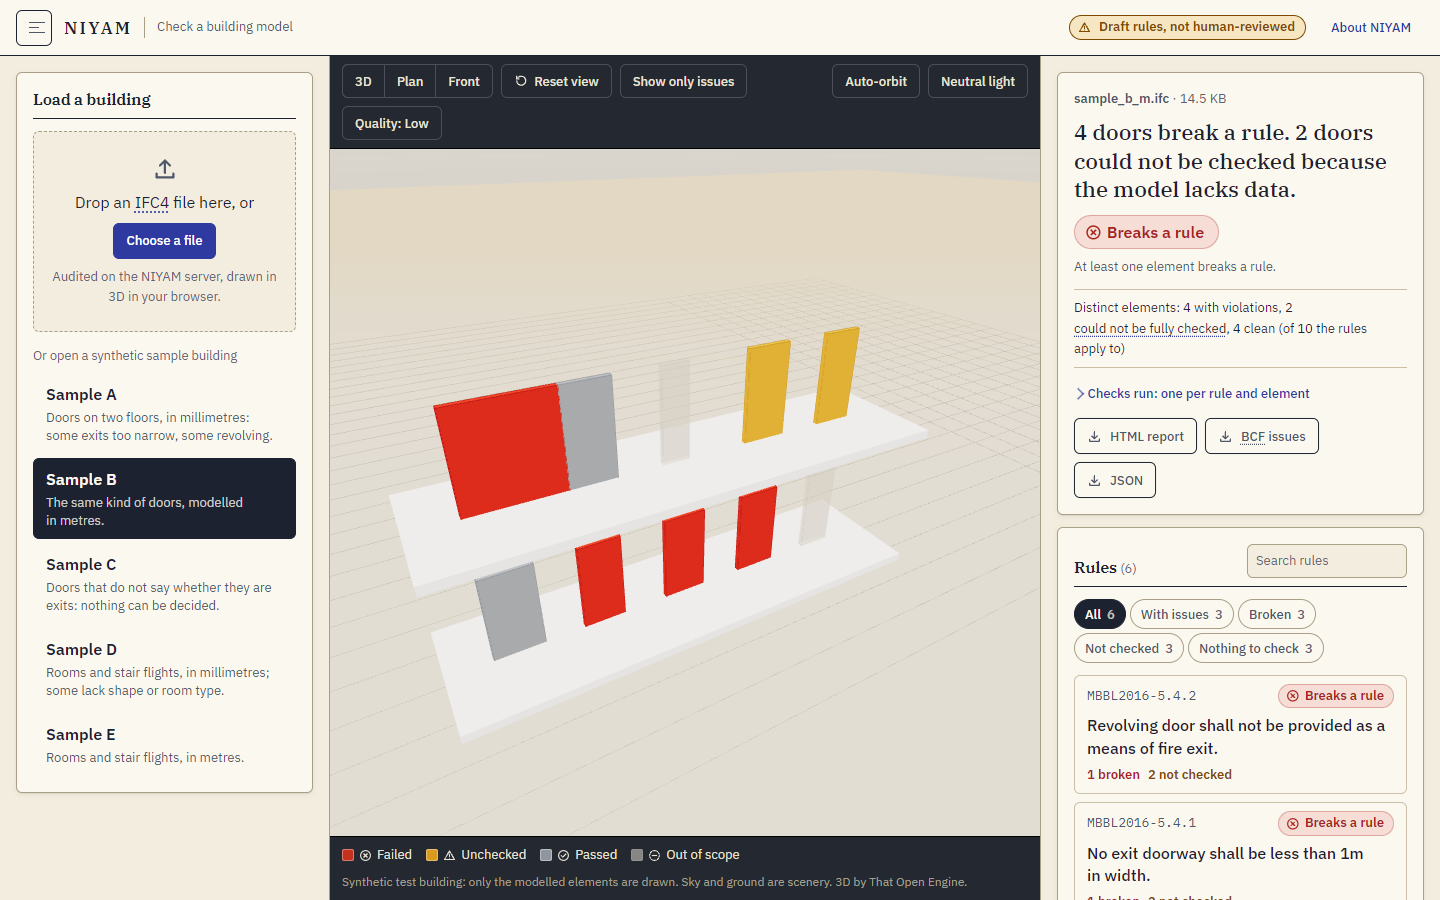 NIYAM
Check a building model
Draft rules, not human-reviewed
About NIYAM
Load a building
Drop an IFC4 file here, or
Choose a file
Audited on the NIYAM server, drawn in
3D in your browser.
Or open a synthetic sample building
Sample A
Doors on two floors, in millimetres:
some exits too narrow, some revolving.
Sample B
The same kind of doors, modelled
in metres.
Sample C
Doors that do not say whether they are
exits: nothing can be decided.
Sample D
Rooms and stair flights, in millimetres;
some lack shape or room type.
Sample E
Rooms and stair flights, in metres.
3D
Plan
Front
Reset view
Show only issues
Auto-orbit
Neutral light
Quality: Low
Failed
Unchecked
Passed
Out of scope
Synthetic test building: only the modelled elements are drawn. Sky and ground are scenery. 3D by That Open Engine.
sample_b_m.ifc · 14.5 KB
4 doors break a rule. 2 doors
could not be checked because
the model lacks data.
Breaks a rule
At least one element breaks a rule.
Distinct elements: 4 with violations, 2
could not be fully checked, 4 clean (of 10 the rules
apply to)
Checks run: one per rule and element
HTML report
BCF issues
JSON
Rules (6)
Search rules
All 6
With issues 3
Broken 3
Not checked 3
Nothing to check 3
MBBL2016-5.4.2
Breaks a rule
Revolving door shall not be provided as a
means of fire exit.
1 broken 2 not checked
MBBL2016-5.4.1
Breaks a rule
No exit doorway shall be less than 1m
in width.